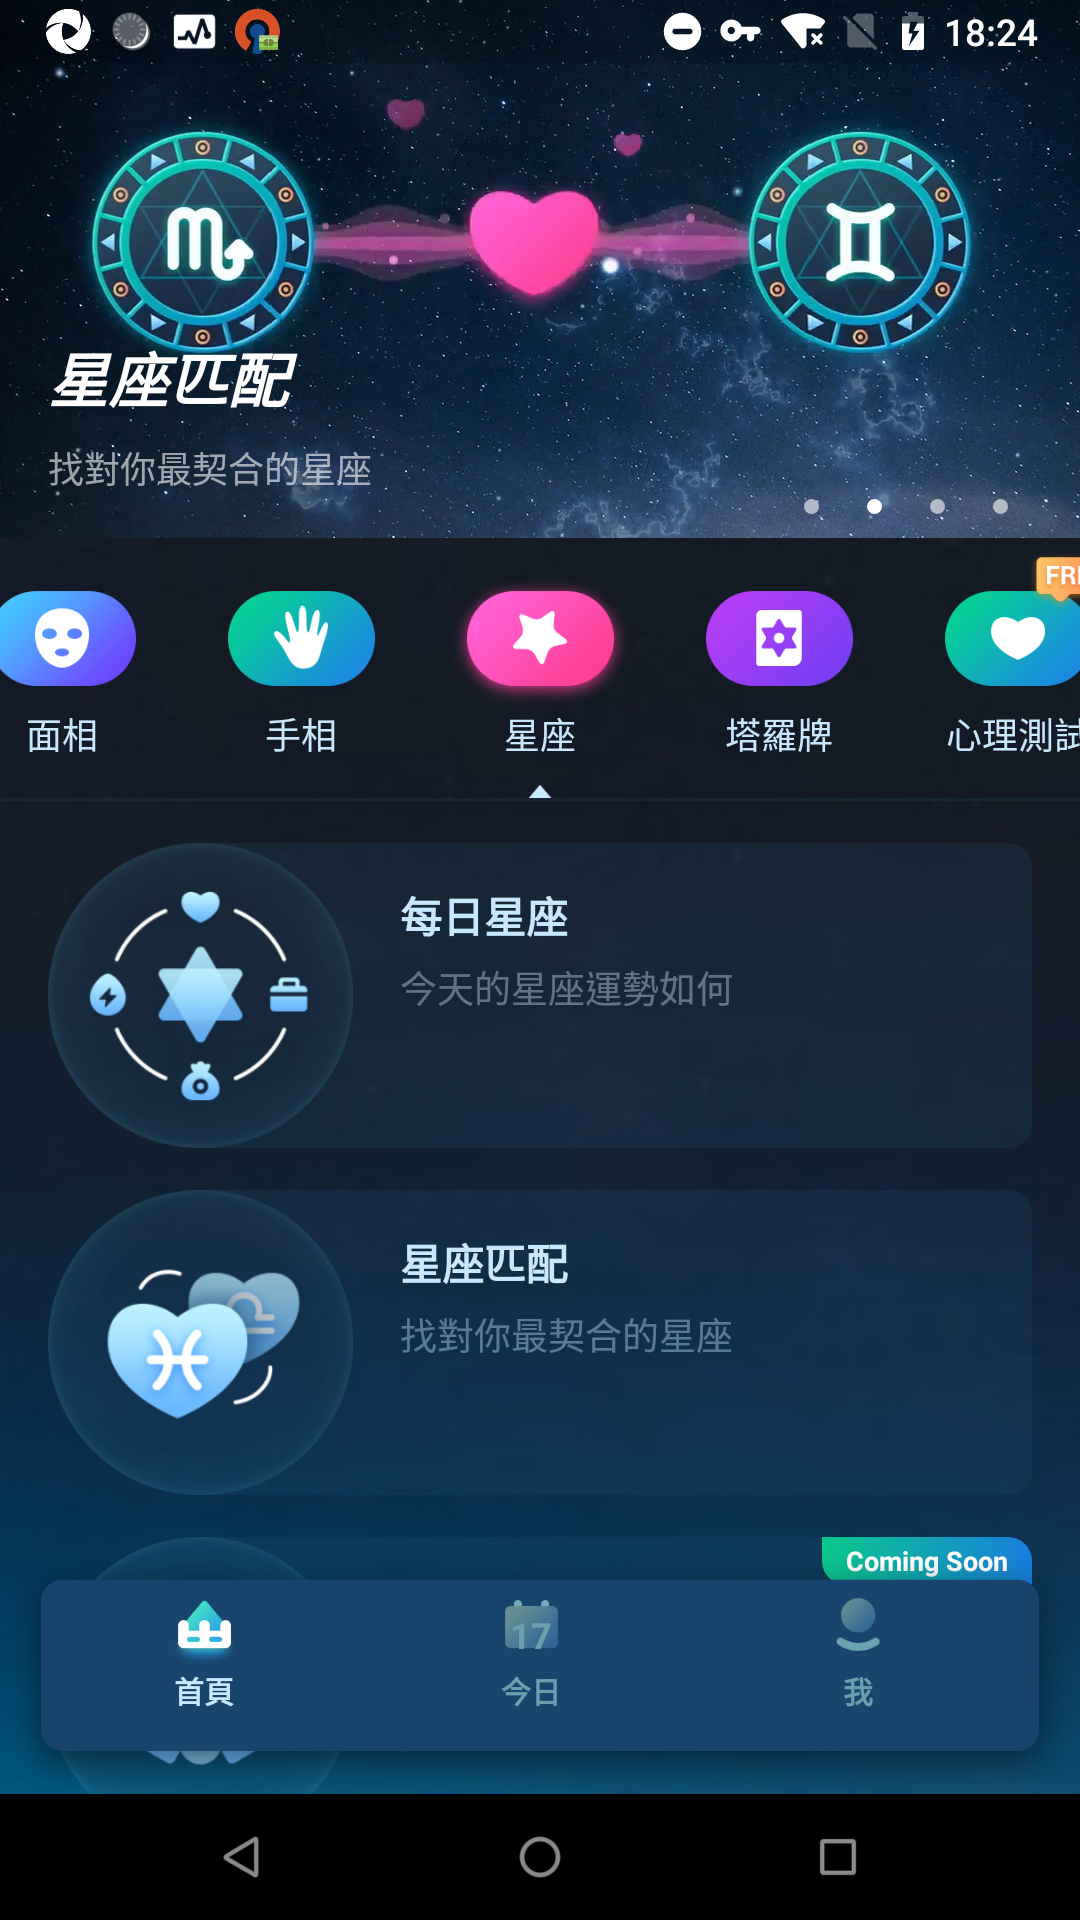 18:24
星座匹配
找對你最契合的星座
面相
手相
星座
塔羅牌
心理測試
每日星座
今天的星座運勢如何
星座匹配
找對你最契合的星座
Coming Soon
17
首頁
今日
我